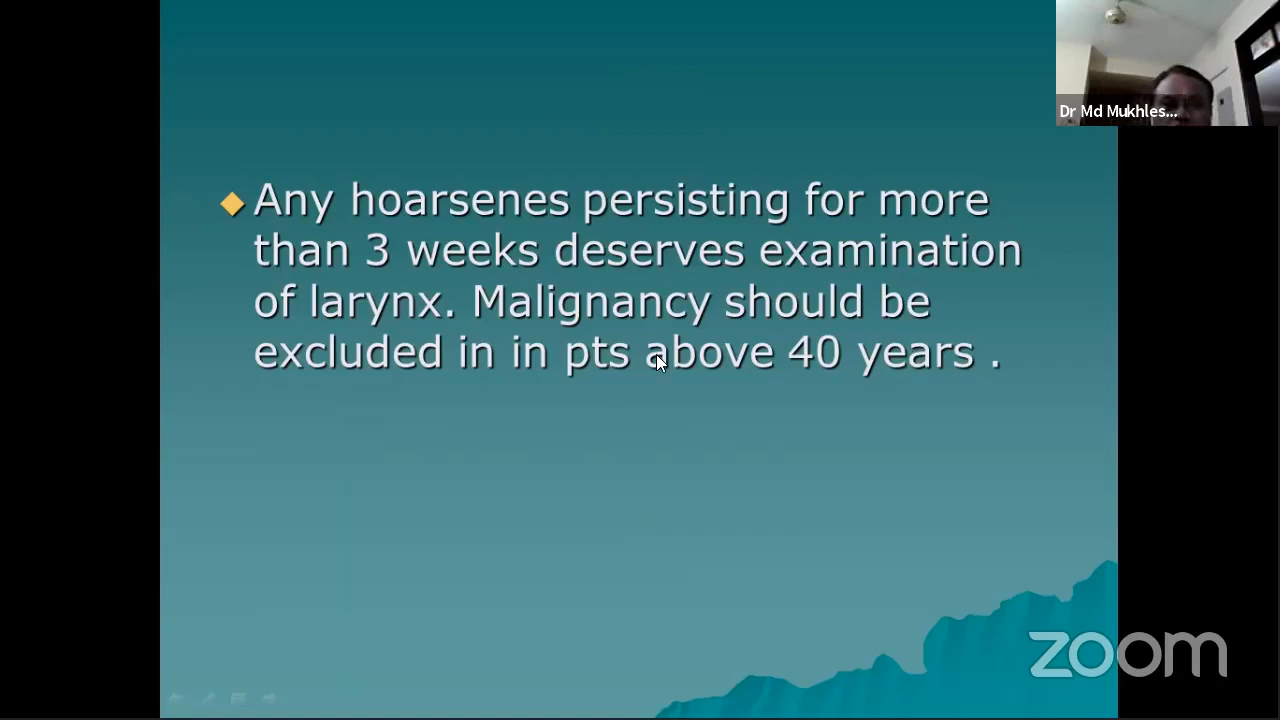 Dr Md Mukhles...
Any hoarsenes persisting for more
than 3 weeks deserves examination
of larynx. Malignancy should be
excluded in in pts above 40 years .
zoom